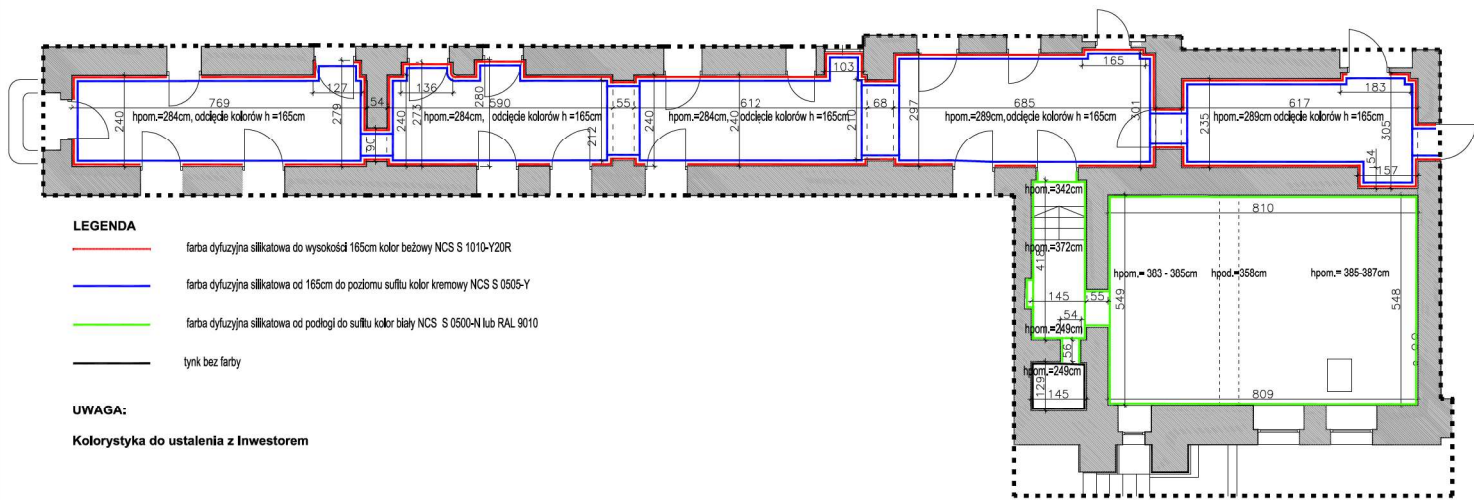 103
165
183
769
127
54
136
590
55
612
68
685
617
240
279
240
273
280
240
240
210
297
301
235
305
hpom.=284cm, odcięcie kolorów h =165cm
hpom.=284cm, odcięcie kolorów h =165cm
hpom.=284cm, odcięcie kolorów h =165cm
hpom.=289cm, odcięcie kolorów h =165cm
hpom.=289cm odcięcie kolorów h =165cm
90
212
54
157
hpom.=342cm
810
LEGENDA
farba dyfuzyjna silikatowa do wysokości 165cm kolor beżowy NCS S 1010-Y20R
hpom.=372cm
418
hpom.= 383 - 385cm
hpod.=358cm
hpom.= 385-387cm
farba dyfuzyjna silikatowa od 165cm do poziomu sufitu kolor kremowy NCS S 0505-Y
145
55
549
548
54
farba dyfuzyjna silikatowa od podłogi do sufitu kolor biały NCS S 0500-N lub RAL 9010
hpom.=249cm
56
tynk bez farby
hpom.=249cm
129
145
809
UWAGA:
Kolorystyka do ustalenia z Inwestorem